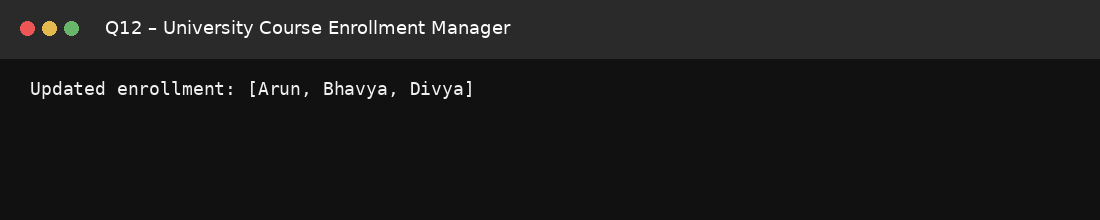 Q12 – University Course Enrollment Manager
Updated enrollment: [Arun, Bhavya, Divya]